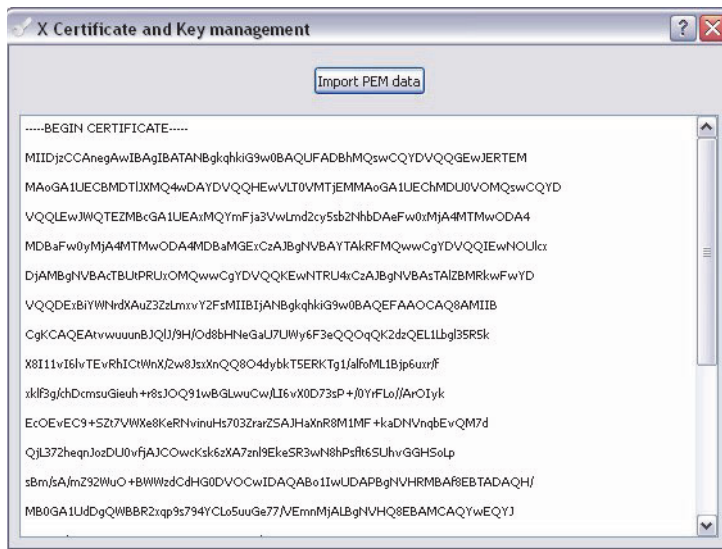 X Certificate and Key management
Import PEM data
-----BEGIN CERTIFICATE-----
MIIDjzCCAnegAwIBAgIBATANBgkqhkiG9w0BAQUFADBhMQswCQYDVQQGEwJERTEM
MAoGA1UECBMDTlJXMQ4wDAYDVQQHEwVLT0VMTjEMMAoGA1UEChMDU0VOMQswCQYD
VQQLEwJWQTEZMBcGA1UEAxMQYmFja3VwLmd2cy5sb2NhbDAeFw0xMjA4MTMwODA4
MDBaFw0yMjA4MTMwODA4MDBaMGExCzAJBgNVBAYTAkRFMQwwCgYDVQQIEwNOUlcx
DjAMBgNVBAcTBUtPRUxOMQwwCgYDVQQKEwNTRU4xCzAJBgNVBAsTAlZBMRkwFwYD
VQQDExBiYWNrdXAuZ3ZzLmxvY2FsMIIBIjANBgkqhkiG9w0BAQEFAAOCAQ8AMIIB
CgKCAQEAtvwuuunBJQlJ/9H/Od8bHNeGaU7UWy6F3eQQOqQK2dzQEL1Lbgl35R5k
X8I11vI6lvTEvRhICtWnX/2w8JsxXnQQ8O4dybkT5ERKTg1/alfoML1Bjp6uxr/f
xklf3g/chDcmsuGieuh+r8sJOQ91wBGLwuCw/LI6vX0D73sP+/0YrFLo//ArOIyk
EcOEvEC9+SZt7VWXe8KeRNvinuHs703ZrarZSAJHaXnR8M1MF+kaDNVnqbEvQM7d
QjL372heqnJozDU0vfjAJCOwcKsk6zXA7znl9EkeSR3wN8hPsflt6SUhvGGHSoLp
sBm/sA/mZ92WuO+BWWzdCdHG0DVOCwIDAQABo1IwUDAPBgNVHRMBAf8EBTADAQH/
MB0GA1UdDgQWBBR2xqp9s794YCLo5uuGe77/VEmnMjALBgNVHQ8EBAMCAQYwEQYJ